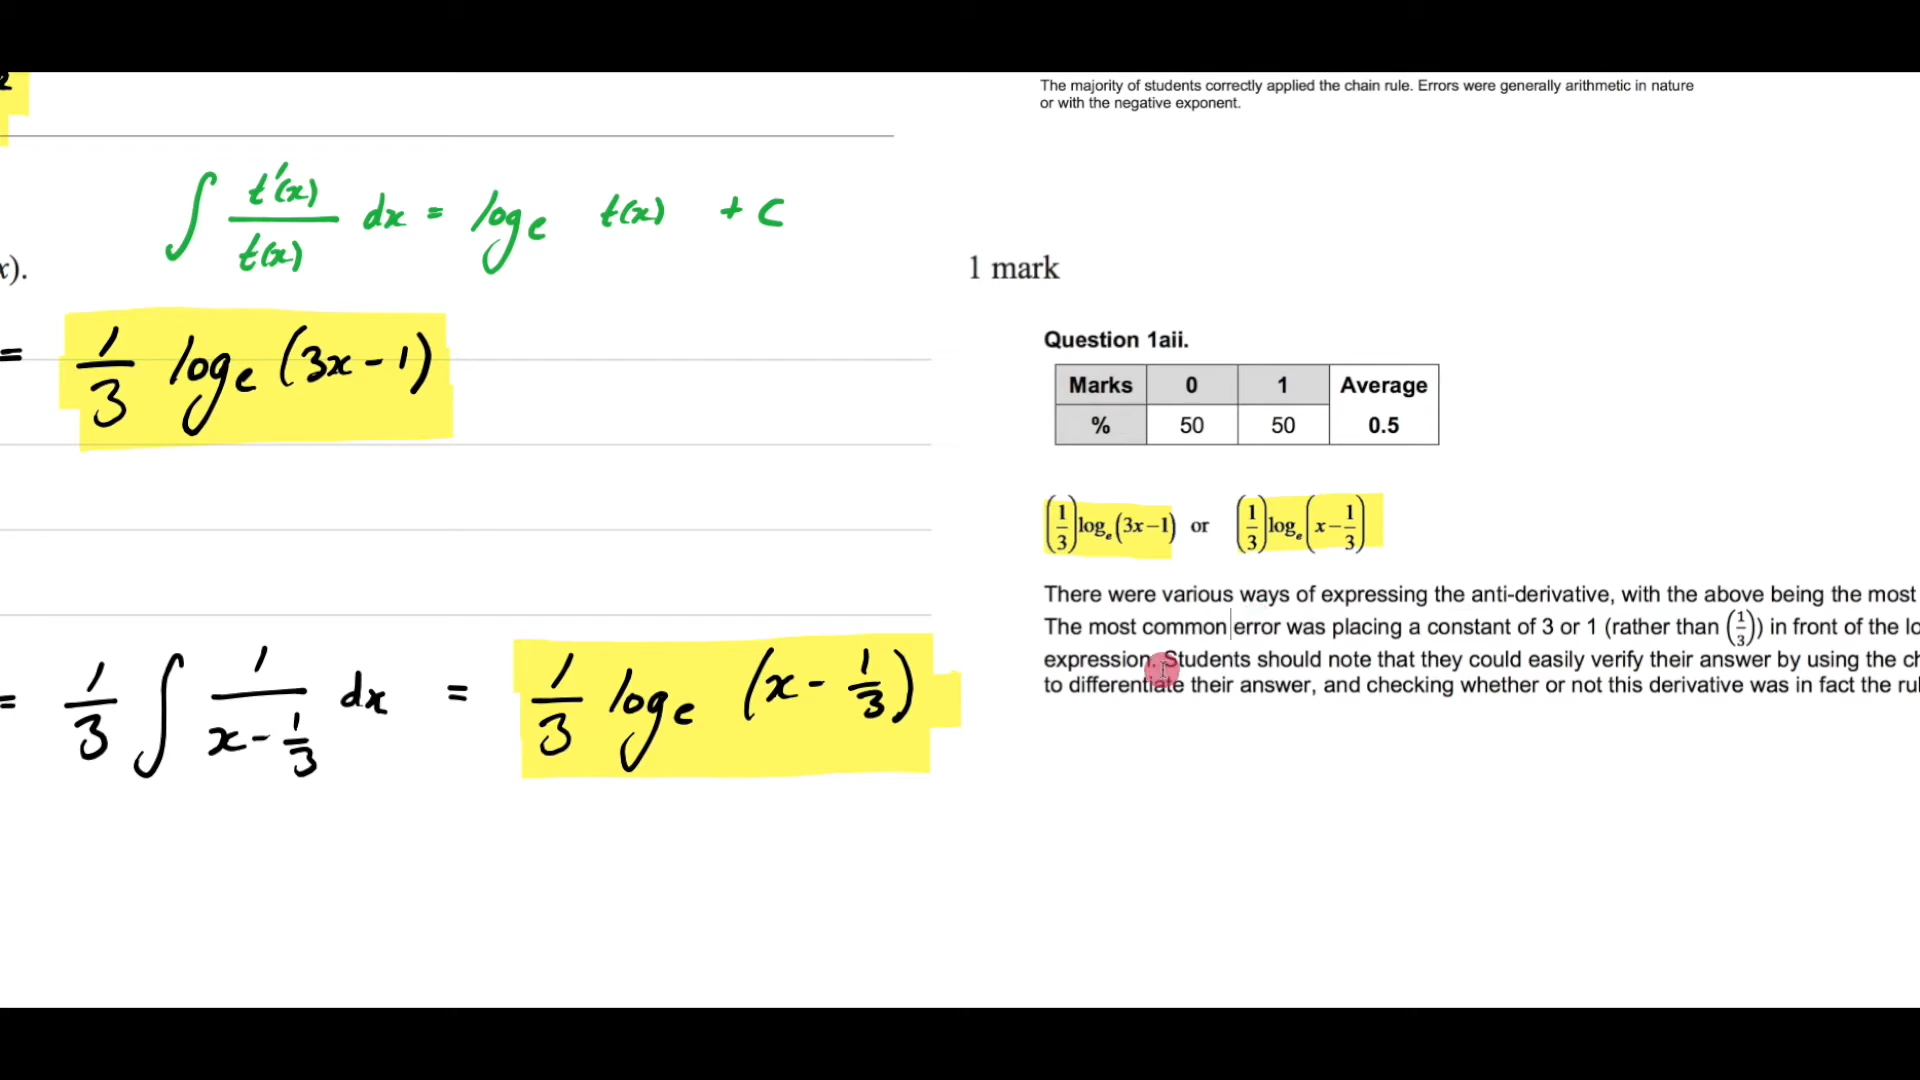 The majority of students correctly applied the chain rule. Errors were generally arithmetic in nature
or with the negative exponent.
∫ t'(x)/t(x) dx = logₑ t(x) + c
x).
1 mark
= 1/3 logₑ (3x - 1)
Question 1aii.
Marks 0 1 Average
% 50 50 0.5
(1/3)logₑ(3x−1) or (1/3)logₑ(x−1/3)
There were various ways of expressing the anti-derivative, with the above being the most
The most common error was placing a constant of 3 or 1 (rather than (1/3)) in front of the lo
expression. Students should note that they could easily verify their answer by using the ch
to differentiate their answer, and checking whether or not this derivative was in fact the rul
= 1/3 ∫ 1/(x - 1/3) dx = 1/3 logₑ (x - 1/3)